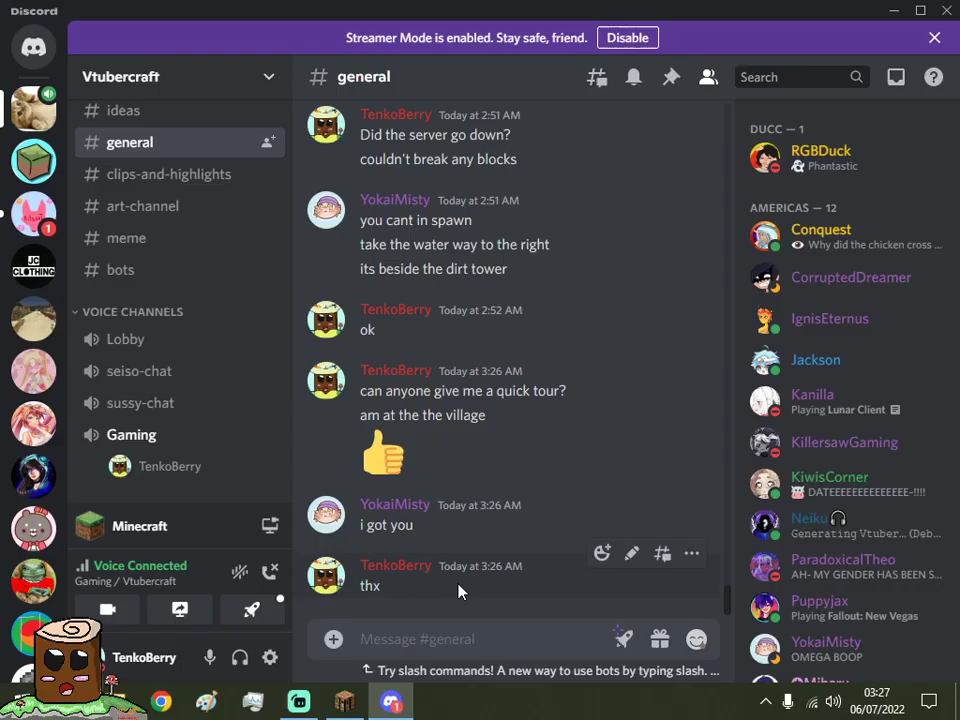 Discord
Streamer Mode is enabled. Stay safe, friend.
Disable
Vtubercraft
# general
Search
# ideas
# general
# clips-and-highlights
# art-channel
# meme
# bots
VOICE CHANNELS
Lobby
seiso-chat
sussy-chat
Gaming
TenkoBerry
Minecraft
Voice Connected
Gaming / Vtubercraft
TenkoBerry
JC
CLOTHING
1
TenkoBerry Today at 2:51 AM
Did the server go down?
couldn't break any blocks
YokaiMisty Today at 2:51 AM
you cant in spawn
take the water way to the right
its beside the dirt tower
TenkoBerry Today at 2:52 AM
ok
TenkoBerry Today at 3:26 AM
can anyone give me a quick tour?
am at the the village
YokaiMisty Today at 3:26 AM
i got you
TenkoBerry Today at 3:26 AM
thx
Message #general
Try slash commands! A new way to use bots by typing slash. ...
DUCC — 1
RGBDuck
Phantastic
AMERICAS — 12
Conquest
Why did the chicken cross ...
CorruptedDreamer
IgnisEternus
Jackson
Kanilla
Playing Lunar Client
KillersawGaming
KiwisCorner
DATEEEEEEEEEEEEE-!!!!
Neiku
Generating Vtuber... (Deb...
ParadoxicalTheo
AH- MY GENDER HAS BEEN S...
Puppyjax
Playing Fallout: New Vegas
YokaiMisty
OMEGA BOOP
1
03:27
06/07/2022